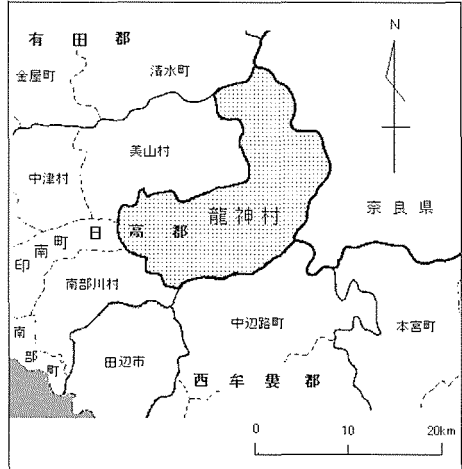 有田郡
N
金屋町
清水町
美山村
中津村
龍神村
奈良県
日高郡
印南町
南部川村
中辺路町
本宮町
南部町
田辺市
西牟婁郡
0 10 20km